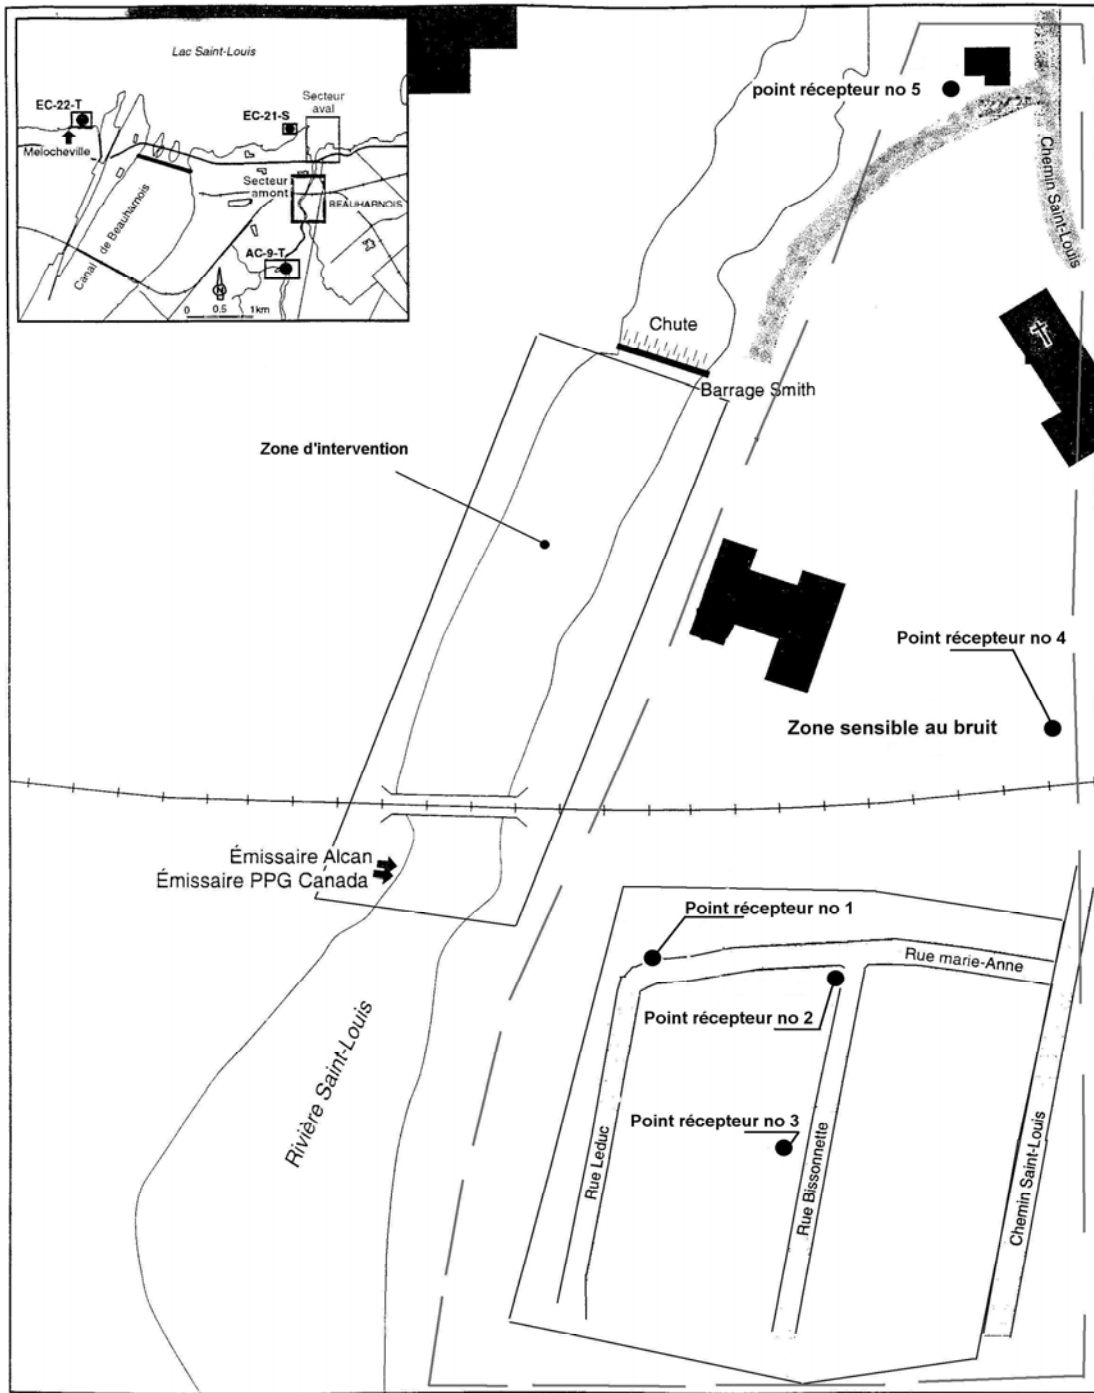 Lac Saint-Louis
EC-22-T
Melocheville
EC-21-S
Secteur
aval
Secteur
amont
BEAUHARNOIS
Canal de Beauharnois
AC-9-T
N
0 0.5 1km
point récepteur no 5
Chemin Saint-Louis
Chute
Barrage Smith
Zone d'intervention
Point récepteur no 4
Zone sensible au bruit
Émissaire Alcan
Émissaire PPG Canada
Point récepteur no 1
Rue marie-Anne
Point récepteur no 2
Rivière Saint-Louis
Point récepteur no 3
Rue Leduc
Rue Bissonnette
Chemin Saint-Louis